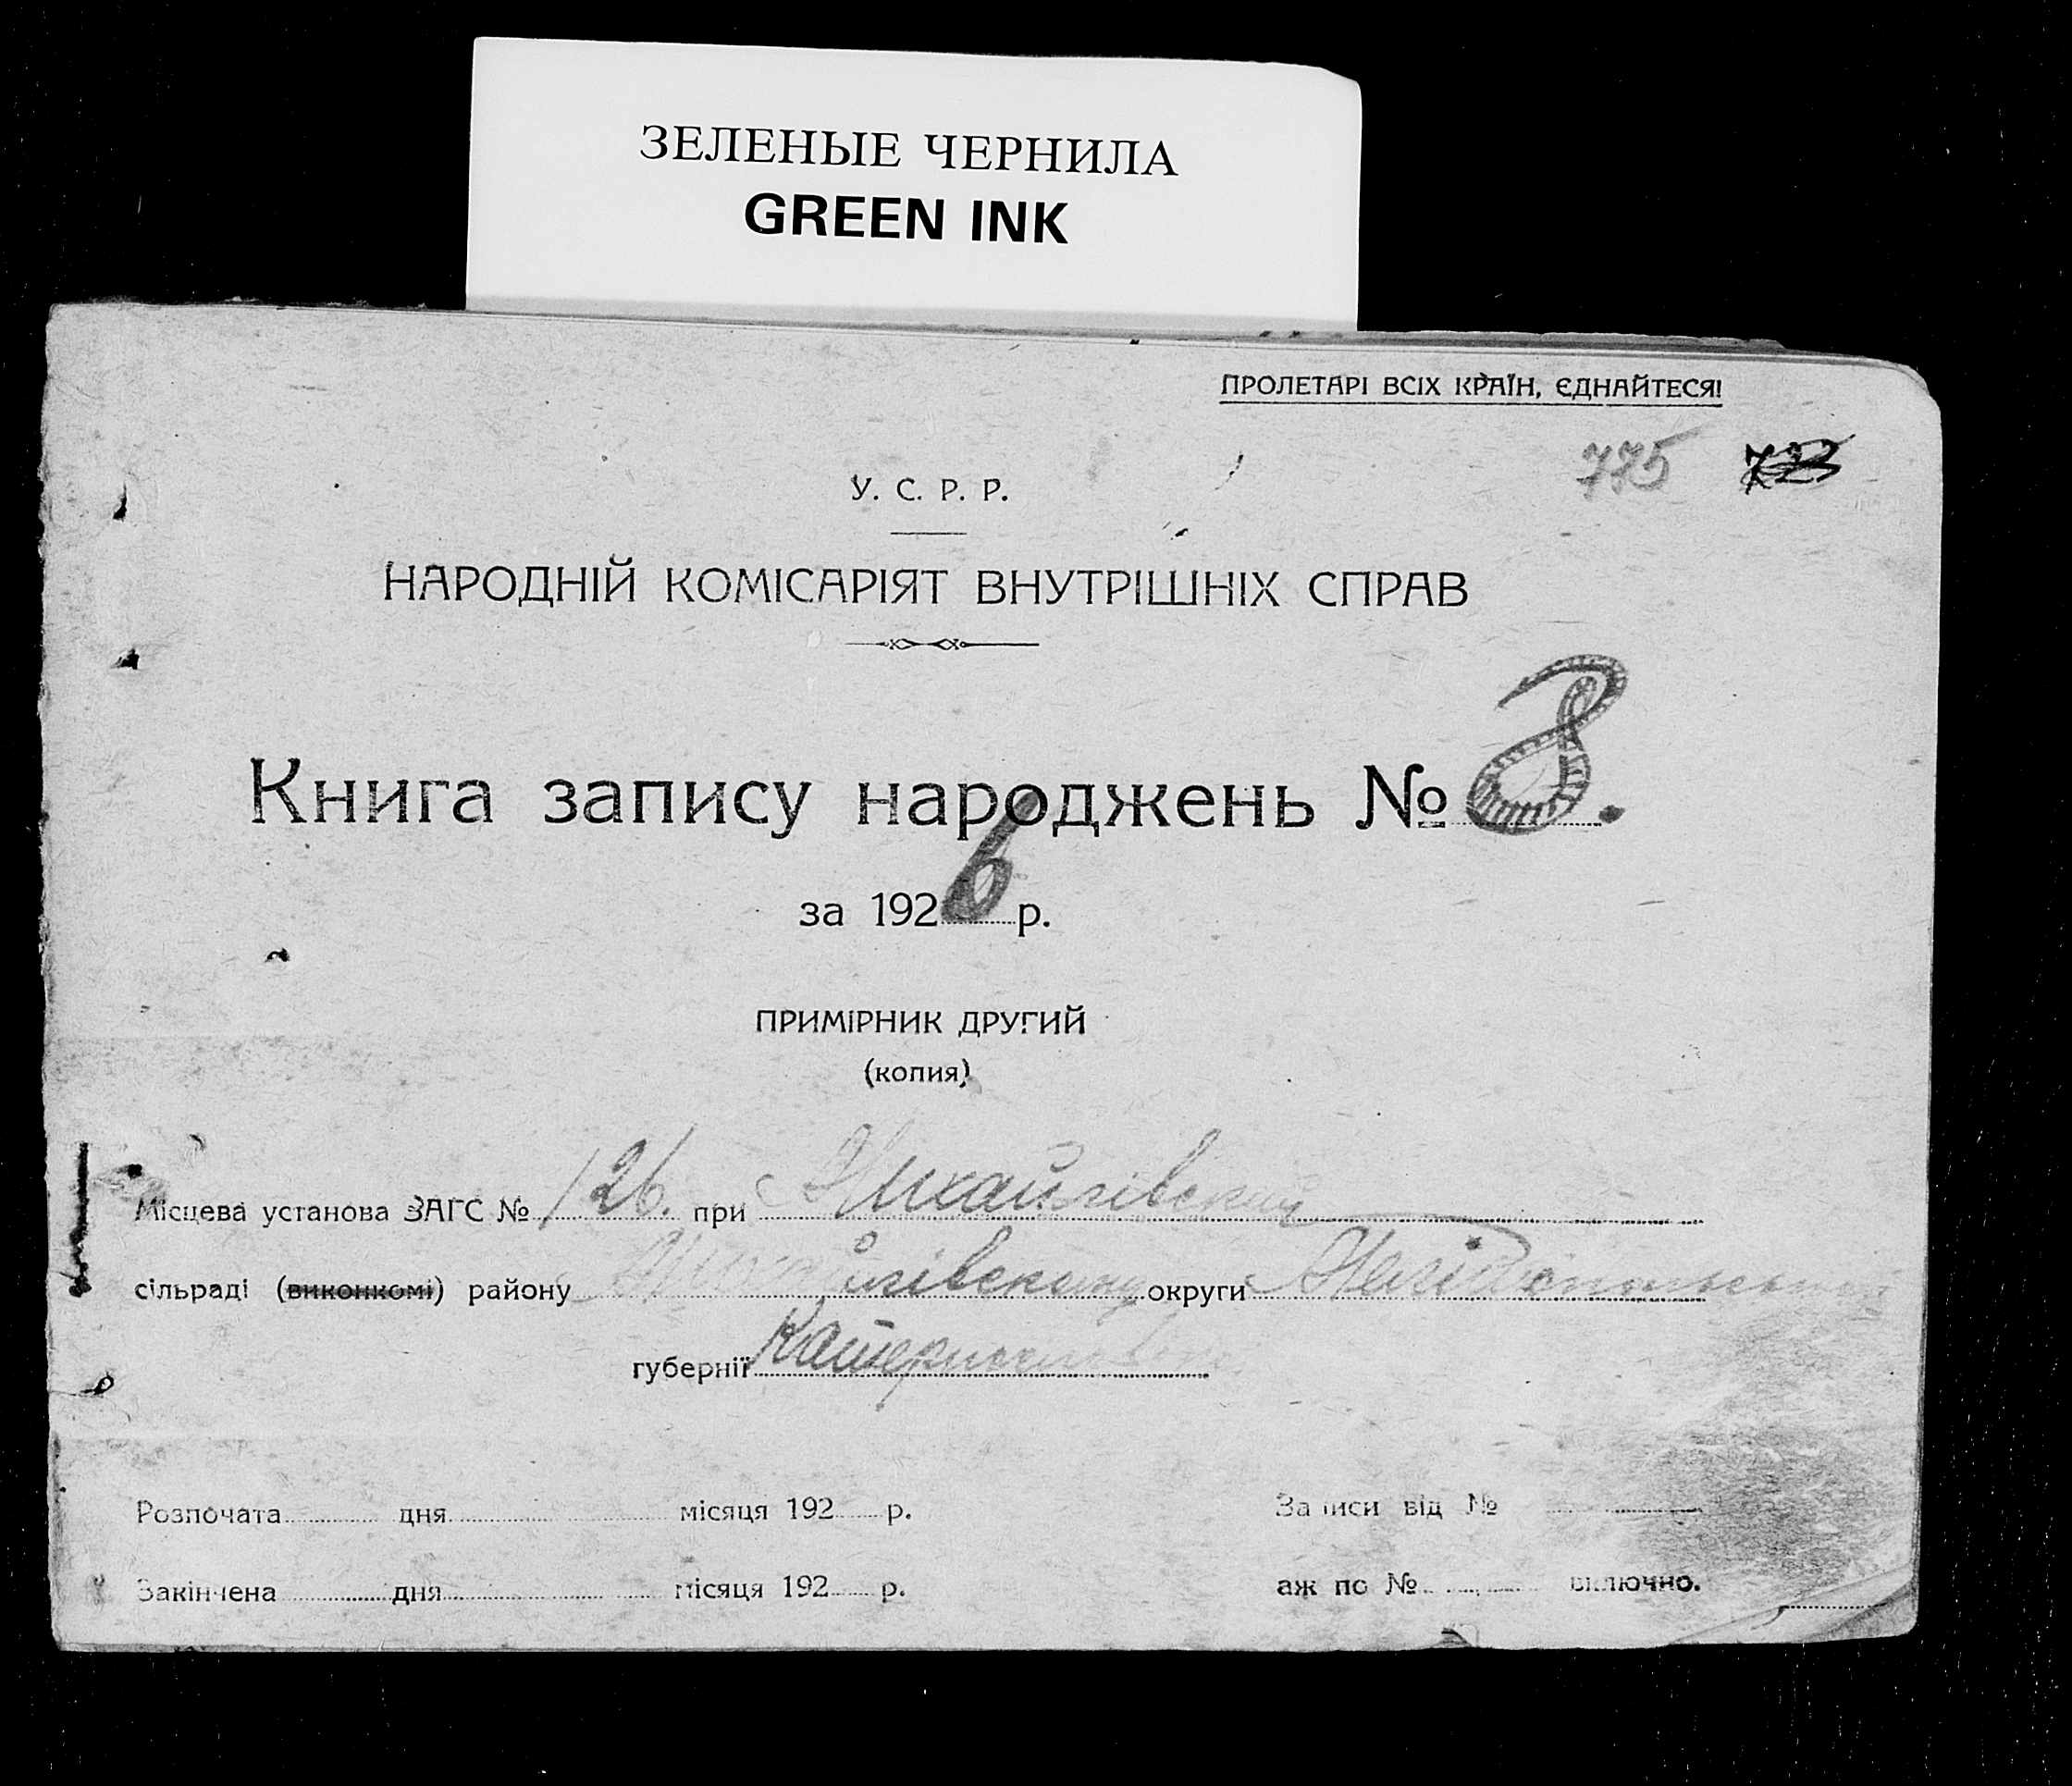 ЗЕЛЕНЫЕ ЧЕРНИЛА
GREEN INK
ПРОЛЕТАРІ ВСІХ КРАЇН, ЄДНАЙТЕСЯ!
775
У. С. Р. Р.
НАРОДНІЙ КОМІСАРІЯТ ВНУТРІШНІХ СПРАВ
Книга запису народжень № 8.
за 1926 р.
ПРИМІРНИК ДРУГИЙ
(копия)
Місцева установа ЗАГС № 126. при Михайлівский
сільраді (виконкомі) району округи
губернії
Розпочата дня місяця 192 р. Записи від №
Закінчена дня місяця 192 р. аж по № включно.